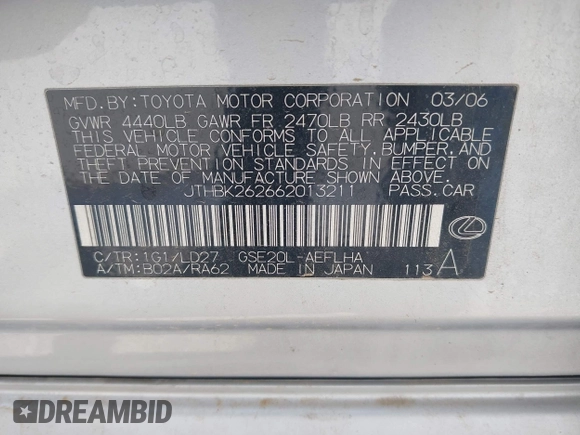 MFD.BY:TOYOTA MOTOR CORPORATION 03/06
GVWR 4440LB GAWR FR 2470LB RR 2430LB
THIS VEHICLE CONFORMS TO ALL APPLICABLE
FEDERAL MOTOR VEHICLE SAFETY,BUMPER,AND
THEFT PREVENTION STANDARDS IN EFFECT ON
THE DATE OF MANUFACTURE SHOWN ABOVE.
JTHBK262662013211 PASS.CAR
C/TR:1G1/LD27 GSE20L-AEFLHA
A/TM:B02A/RA62 MADE IN JAPAN 113A
DREAMBID